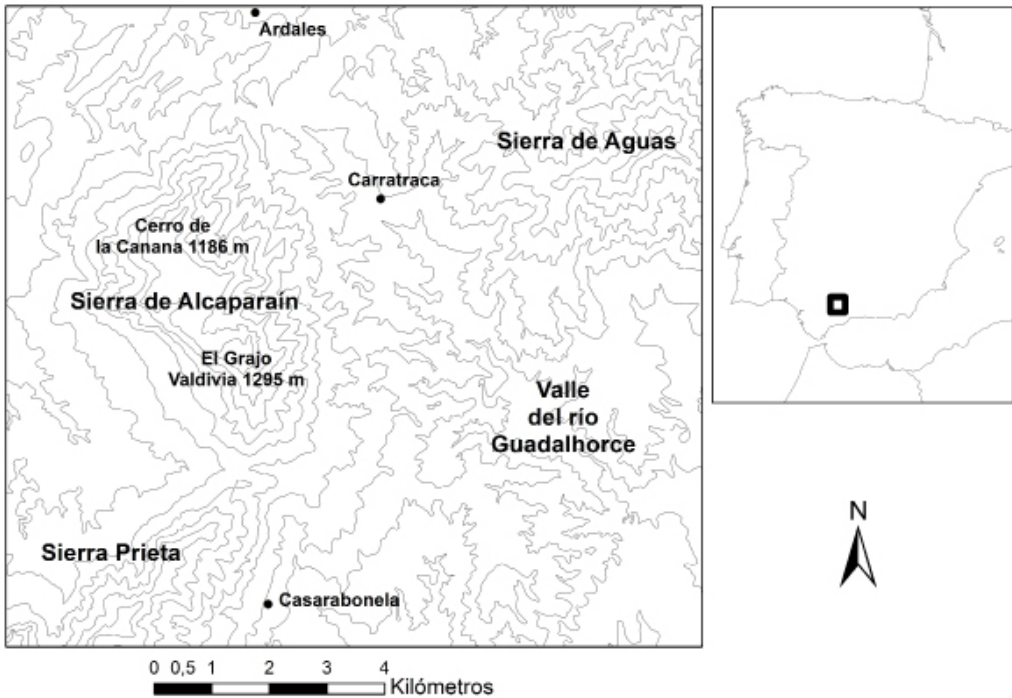 Ardales
Sierra de Aguas
Carratraca
Cerro de
la Canana 1186 m
Sierra de Alcaparaín
El Grajo
Valdivia 1295 m
Valle
del río
Guadalhorce
Sierra Prieta
Casarabonela
N
0 0,5 1 2 3 4
Kilómetros